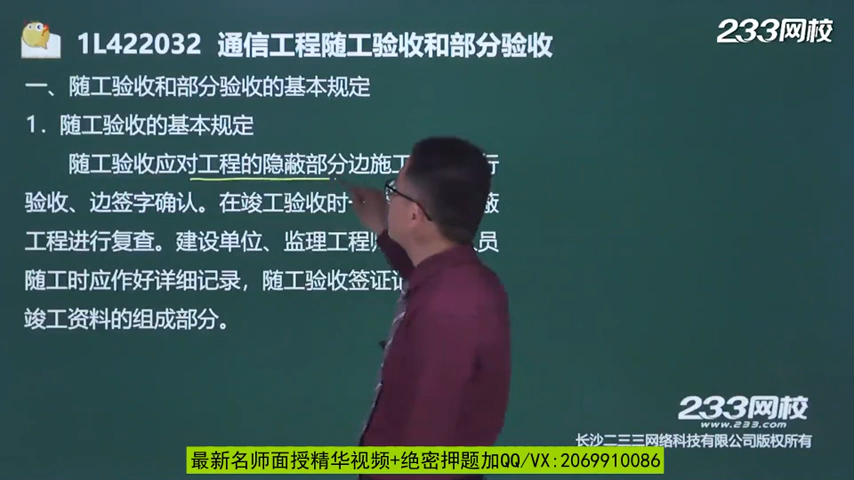 1L422032 通信工程随工验收和部分验收
233网校
一、随工验收和部分验收的基本规定
1．随工验收的基本规定
随工验收应对工程的隐蔽部分边施工 行
验收、边签字确认。在竣工验收时一 蔽
工程进行复查。建设单位、监理工程师 员
随工时应作好详细记录，随工验收签证记
竣工资料的组成部分。
233网校
www.233.com
长沙二三三网络科技有限公司版权所有
最新名师面授精华视频+绝密押题加QQ/VX:2069910086